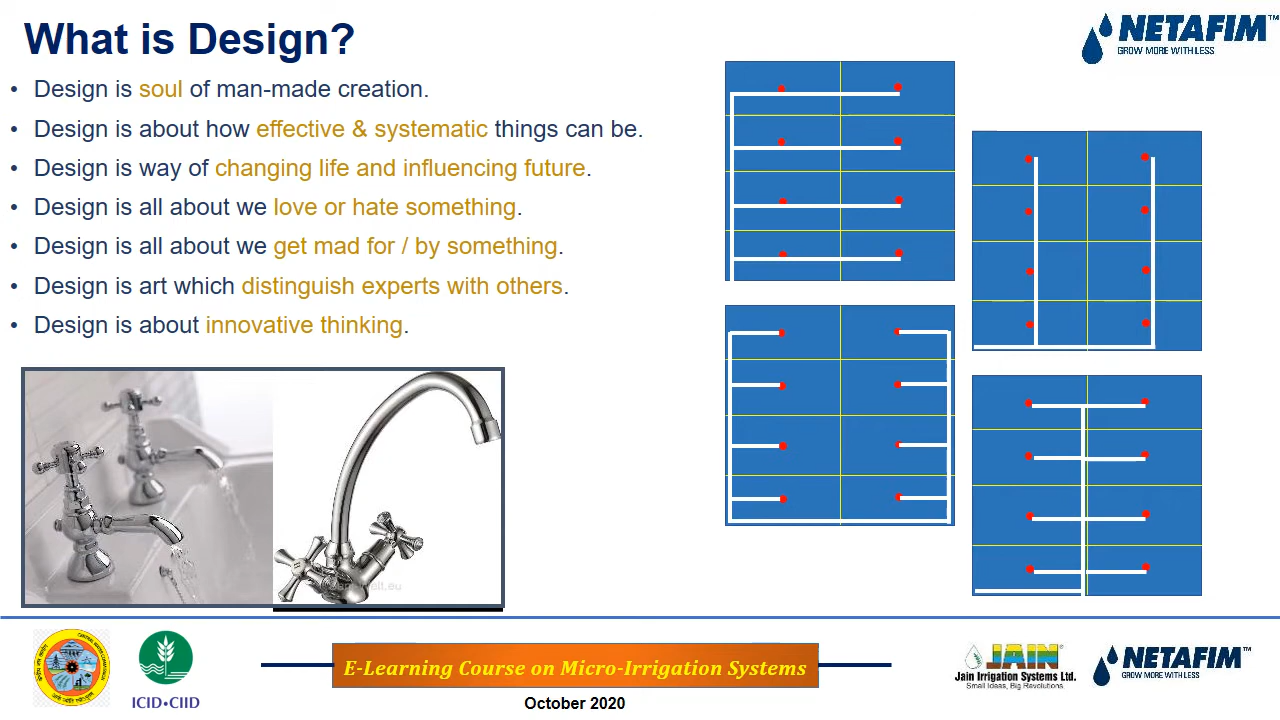 What is Design?
NETAFIM™
GROW MORE WITH LESS
• Design is soul of man-made creation.
• Design is about how effective & systematic things can be.
• Design is way of changing life and influencing future.
• Design is all about we love or hate something.
• Design is all about we get mad for / by something.
• Design is art which distinguish experts with others.
• Design is about innovative thinking.
ICID•CIID
E-Learning Course on Micro-Irrigation Systems
October 2020
JAIN®
Jain Irrigation Systems Ltd.
Small Ideas, Big Revolutions.
NETAFIM™
GROW MORE WITH LESS